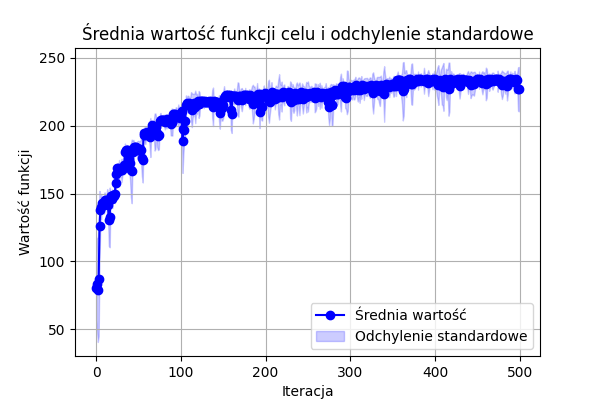 Średnia wartość funkcji celu i odchylenie standardowe
250
200
150
100
50
Wartość funkcji
0 100 200 300 400 500
Iteracja
Średnia wartość
Odchylenie standardowe